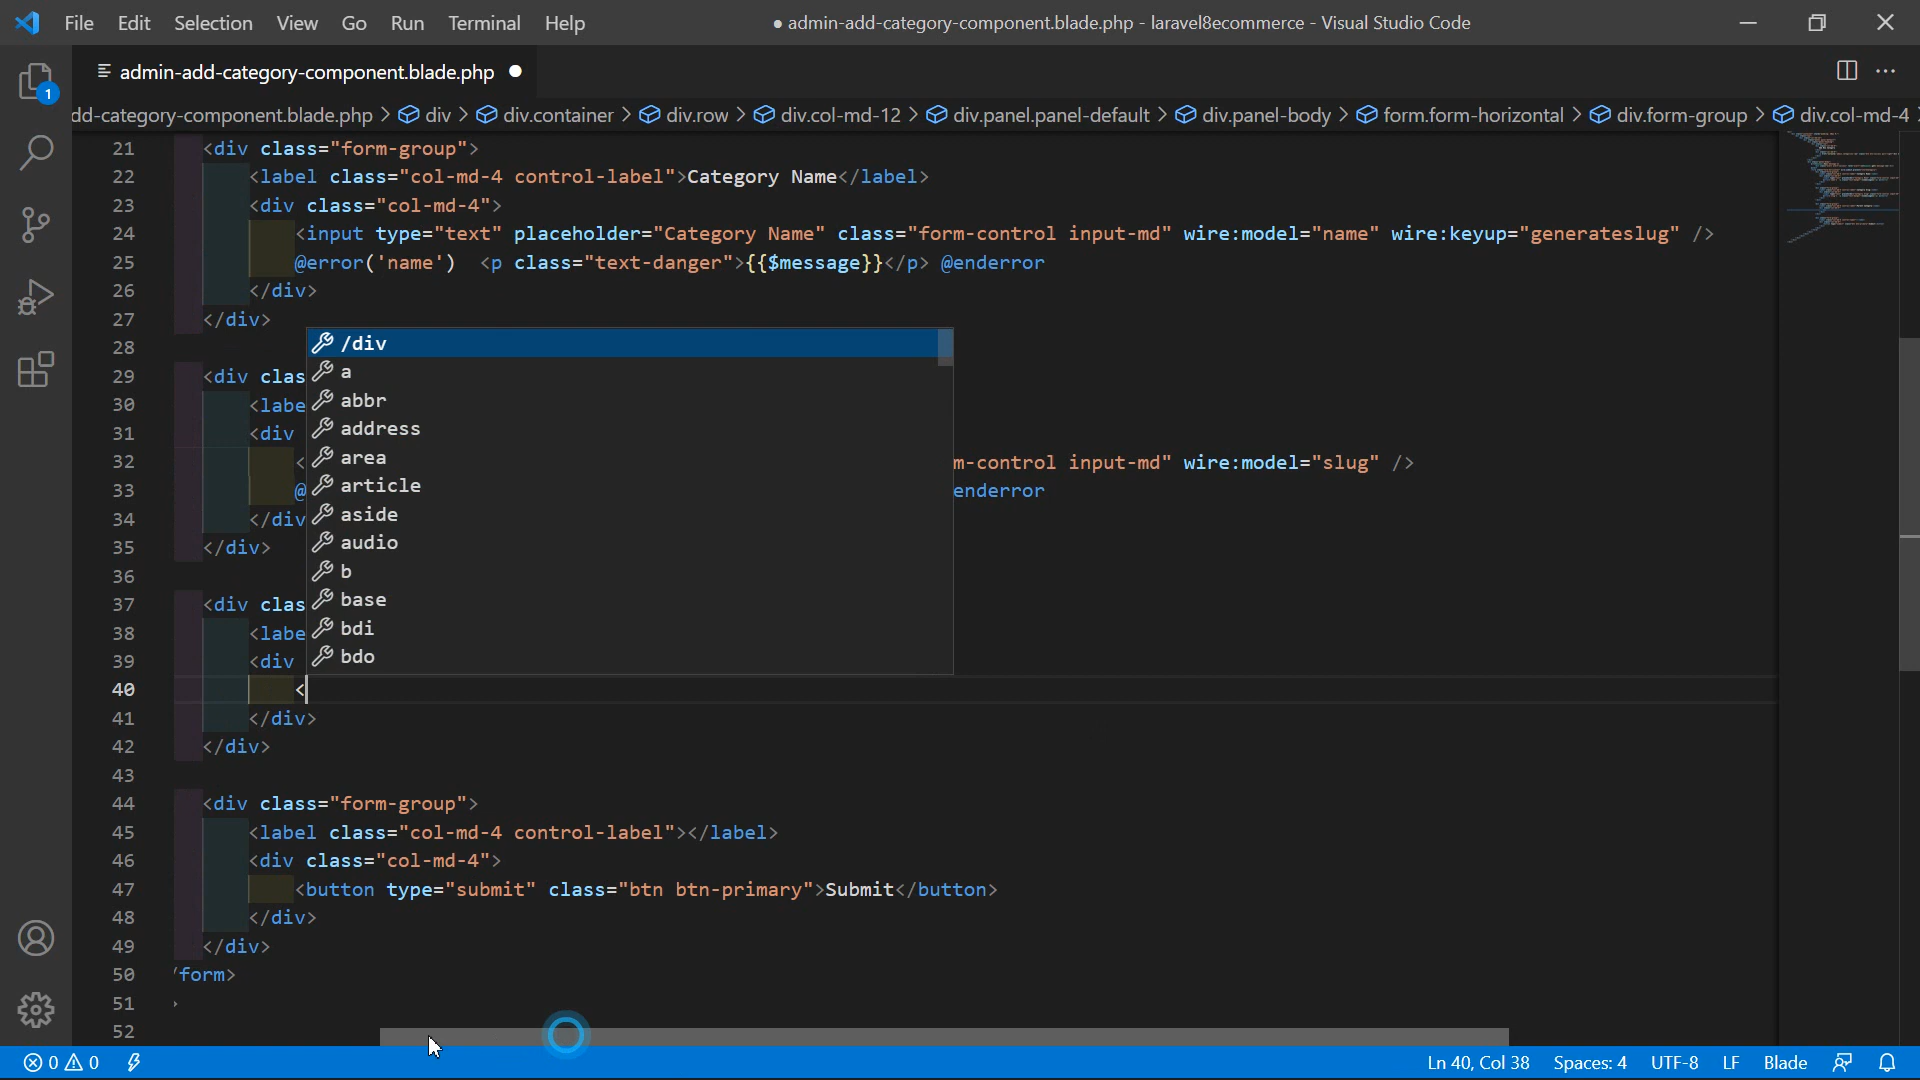 File Edit Selection View Go Run Terminal Help ● admin-add-category-component.blade.php - laravel8ecommerce - Visual Studio Code
admin-add-category-component.blade.php
dd-category-component.blade.php > div > div.container > div.row > div.col-md-12 > div.panel.panel-default > div.panel-body > form.form-horizontal > div.form-group > div.col-md-4
1
21 <div class="form-group">
22 <label class="col-md-4 control-label">Category Name</label>
23 <div class="col-md-4">
24 <input type="text" placeholder="Category Name" class="form-control input-md" wire:model="name" wire:keyup="generateslug" />
25 @error('name') <p class="text-danger">{{$message}}</p> @enderror
26 </div>
27 </div>
28
29 <div clas
30 <labe
31 <div
32 < m-control input-md" wire:model="slug" />
33 @ enderror
34 </div
35 </div>
36
37 <div clas
38 <labe
39 <div
40 <
41 </div>
42 </div>
43
44 <div class="form-group">
45 <label class="col-md-4 control-label"></label>
46 <div class="col-md-4">
47 <button type="submit" class="btn btn-primary">Submit</button>
48 </div>
49 </div>
50 /form>
51 >
52
/div
a
abbr
address
area
article
aside
audio
b
base
bdi
bdo
0 0 Ln 40, Col 38 Spaces: 4 UTF-8 LF Blade